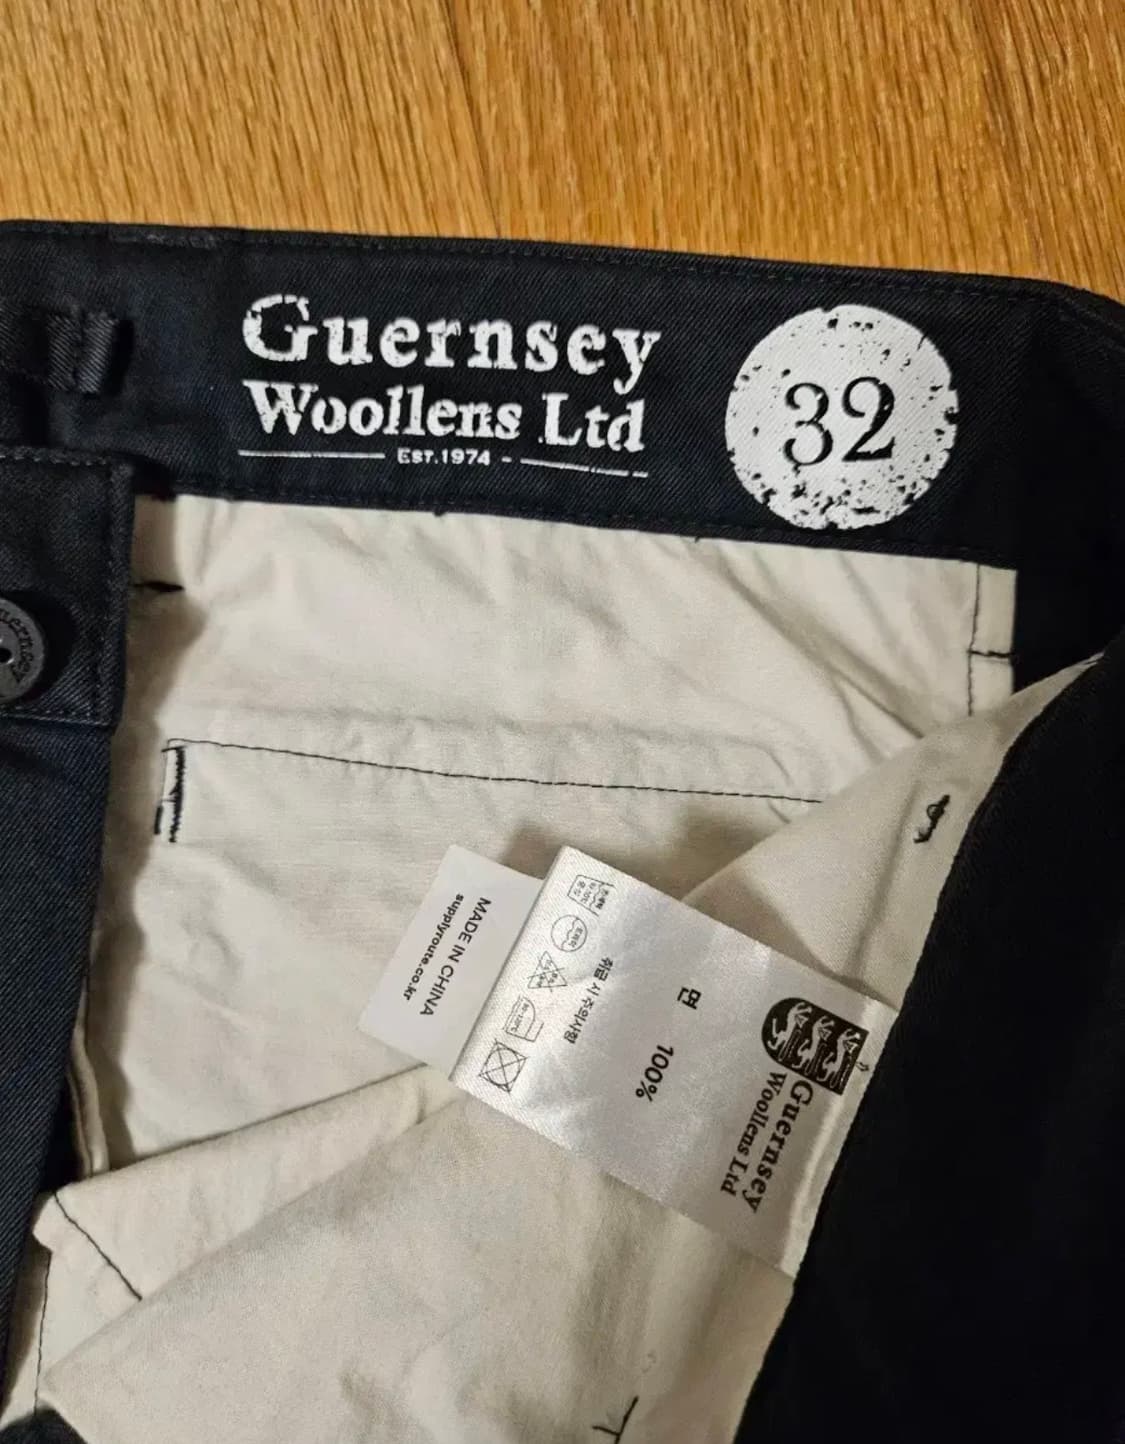 Guernsey
Woollens Ltd
EST.1974
32
Guernsey
MADE IN CHINA
supplyroute.co.kr
Guernsey
Woollens Ltd
면 100%
취급 시 주의사항